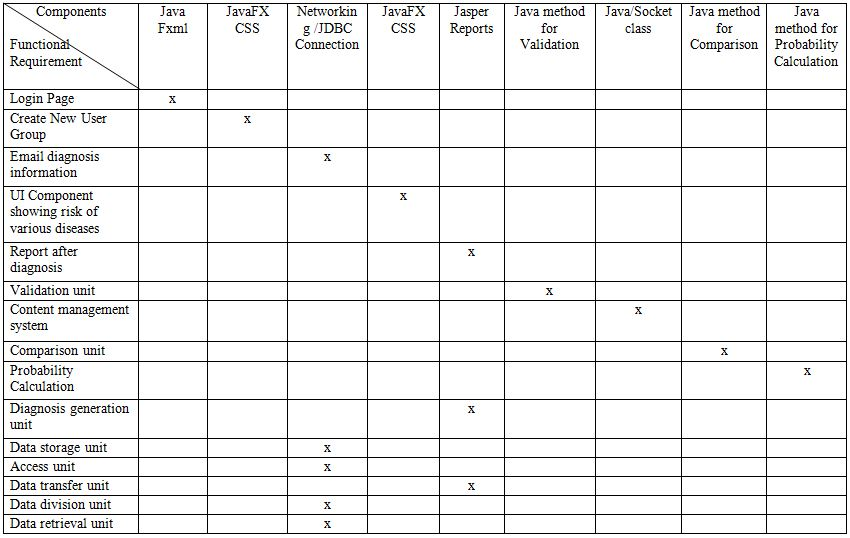 Components
Functional
Requirement
Java
Fxml
JavaFX
CSS
Networkin
g /JDBC
Connection
JavaFX
CSS
Jasper
Reports
Java method
for
Validation
Java/Socket
class
Java method
for
Comparison
Java
method for
Probability
Calculation
Login Page x
Create New User
Group
x
Email diagnosis
information
x
UI Component
showing risk of
various diseases
x
Report after
diagnosis
x
Validation unit x
Content management
system
x
Comparison unit x
Probability
Calculation
x
Diagnosis generation
unit
x
Data storage unit x
Access unit x
Data transfer unit x
Data division unit x
Data retrieval unit x